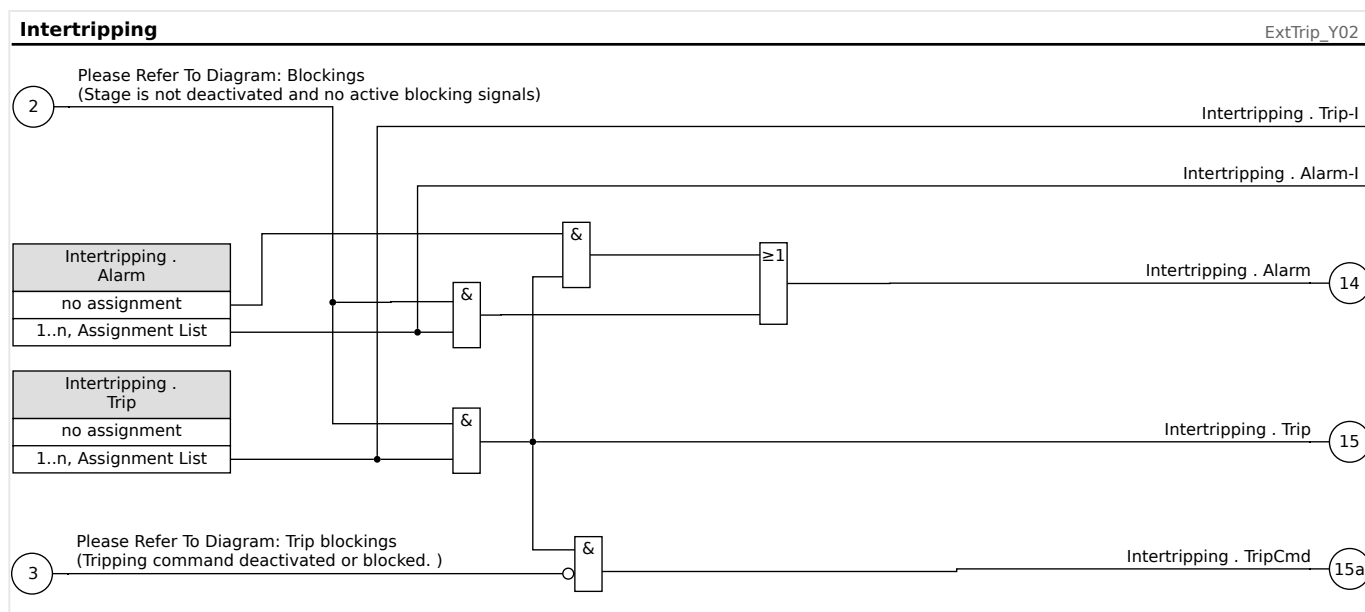 Intertripping
ExtTrip_Y02
Please Refer To Diagram: Blockings
(Stage is not deactivated and no active blocking signals)
2
Intertripping . Trip-I
Intertripping . Alarm-I
&
Intertripping .
Alarm
no assignment
1..n, Assignment List
&
≥1
Intertripping . Alarm
14
Intertripping .
Trip
no assignment
1..n, Assignment List
&
Intertripping . Trip
15
Please Refer To Diagram: Trip blockings
(Tripping command deactivated or blocked. )
3
&
Intertripping . TripCmd
15a